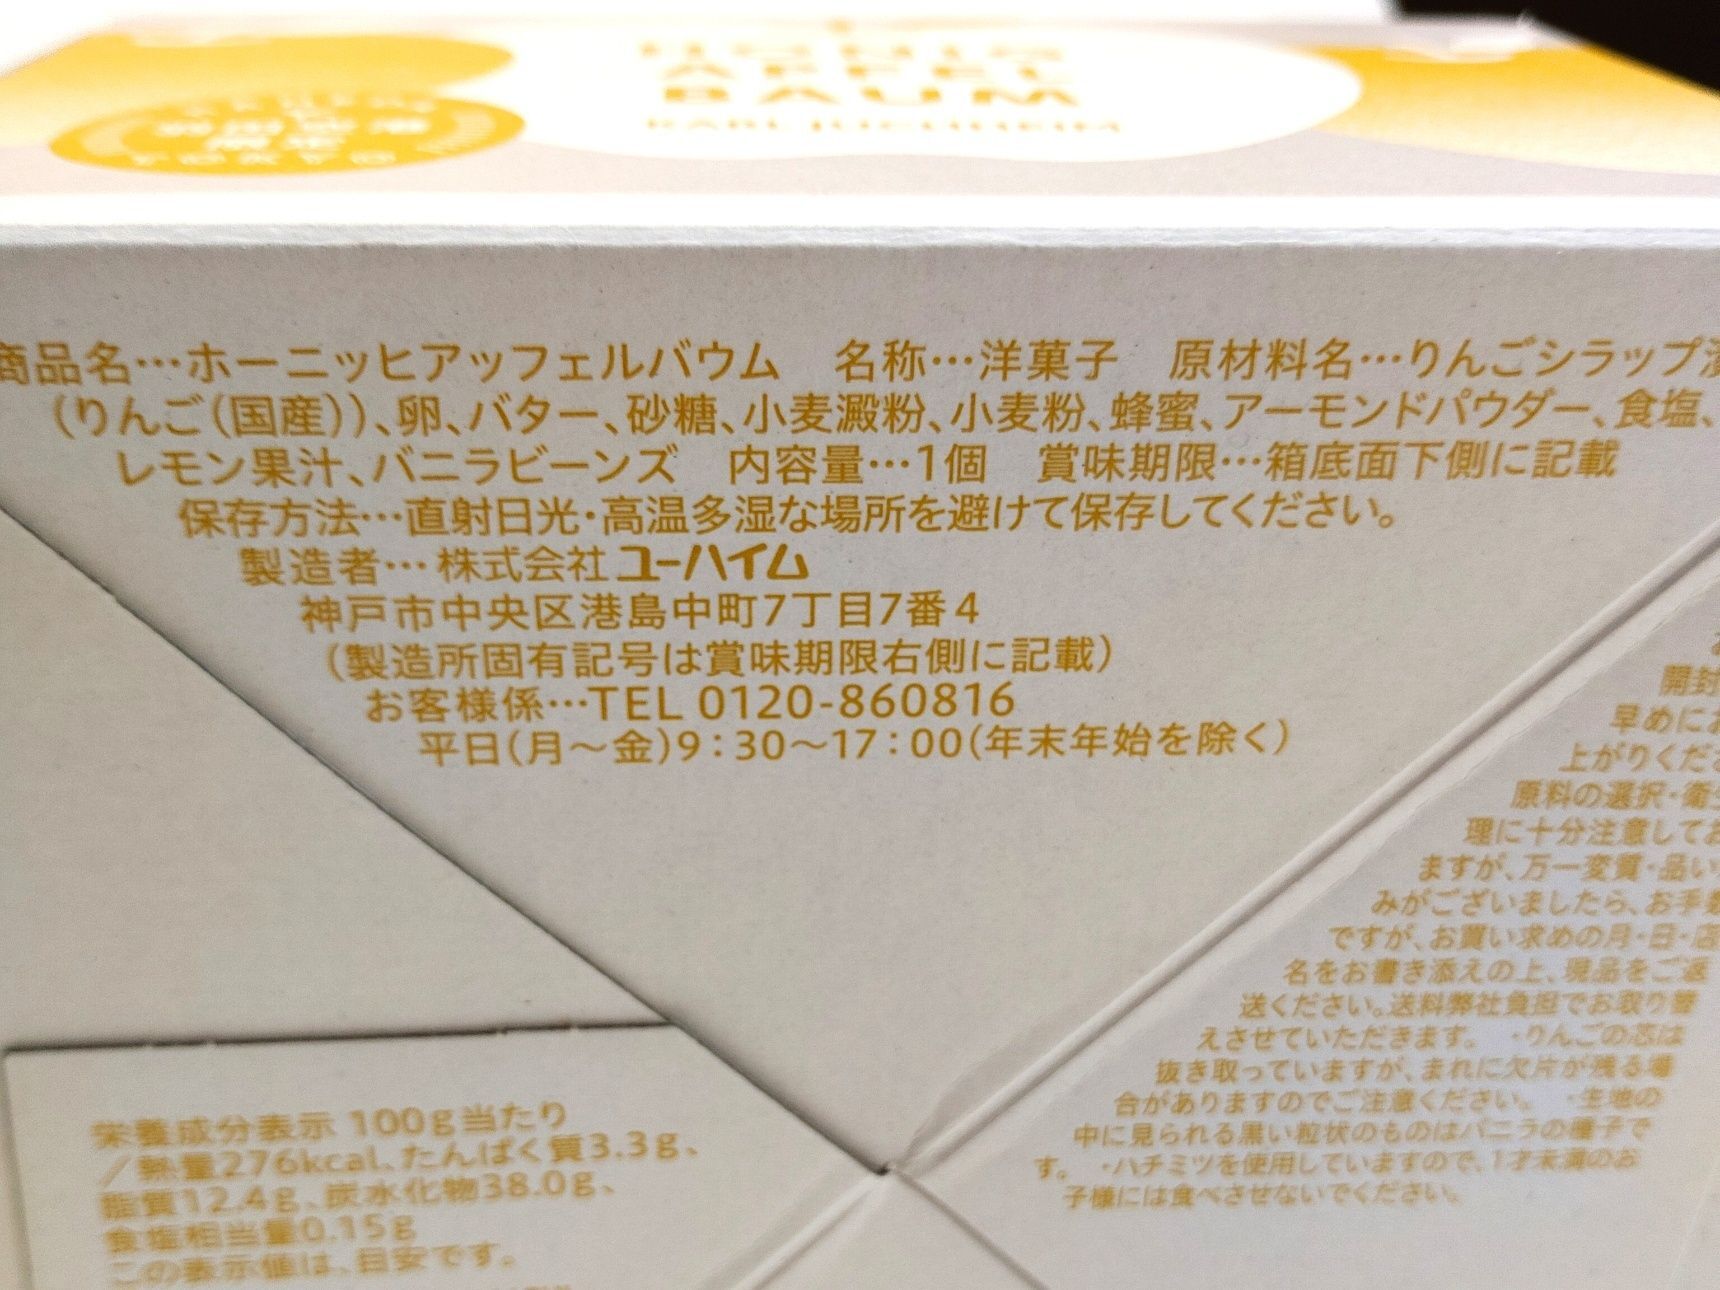 HONIG
APFEL
BAUM
KARL JUCHHEIM
羽田空港
限定
TOKYO
商品名…ホーニッヒアッフェルバウム　名称…洋菓子　原材料名…りんごシラップ漬
(りんご(国産))、卵、バター、砂糖、小麦澱粉、小麦粉、蜂蜜、アーモンドパウダー、食塩、
レモン果汁、バニラビーンズ　内容量…1個　賞味期限…箱底面下側に記載
保存方法…直射日光・高温多湿な場所を避けて保存してください。
製造者…株式会社ユーハイム
神戸市中央区港島中町7丁目7番4
(製造所固有記号は賞味期限右側に記載)
お客様係…TEL 0120-860816
平日(月〜金)9:30〜17:00(年末年始を除く)
開封
早めにお
上がりくださ
原料の選択・衛生
理に十分注意してお
ますが、万一変質・品い
みがございましたら、お手数
ですが、お買い求めの月・日・店
名をお書き添えの上、現品をご返
送ください。送料弊社負担でお取り替
えさせていただきます。　・りんごの芯は
抜き取っていますが、まれに欠片が残る場
合がありますのでご注意ください。　・生地の
中に見られる黒い粒状のものはバニラの種子で
す。　・ハチミツを使用していますので、1才未満のお
子様には食べさせないでください。
栄養成分表示 100g当たり
/熱量276kcal、たんぱく質3.3g、
脂質12.4g、炭水化物38.0g、
食塩相当量0.15g
この表示値は、目安です。